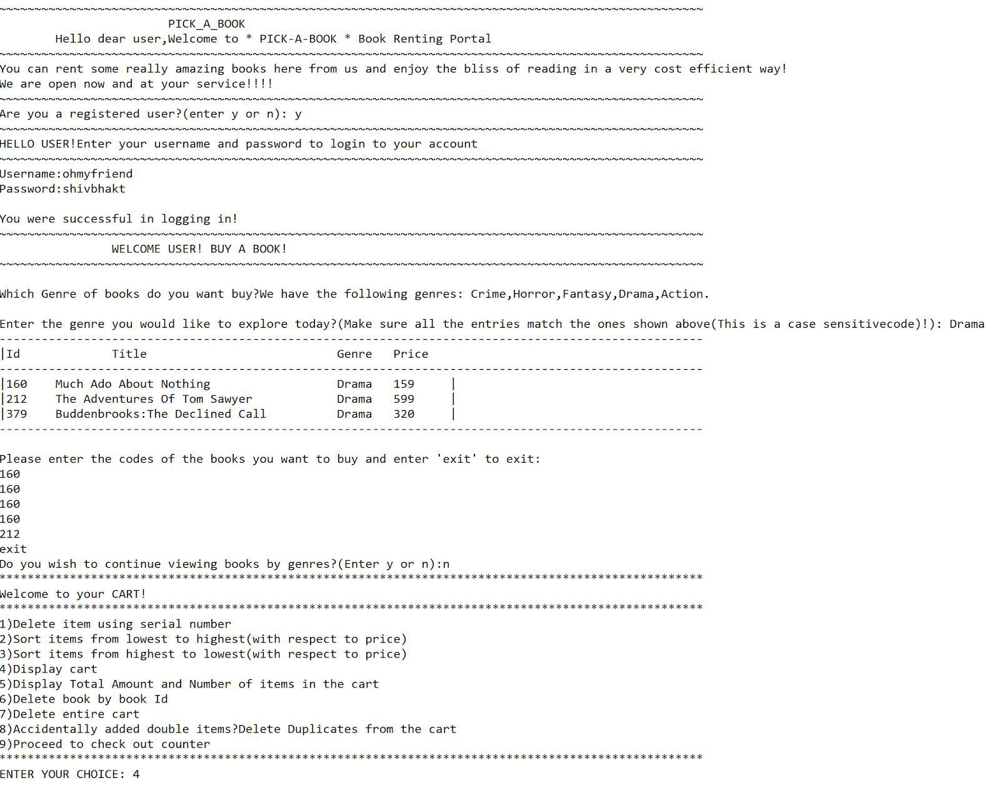 ~~~~~~~~~~~~~~~~~~~~~~~~~~~~~~~~~~~~~~~~~~~~~~~~~~~~~~~~~~~~~~~~~~~~~~~~~~~~~~~~~~~~~~~~~~~~~~~~~~~~
PICK_A_BOOK
Hello dear user,Welcome to * PICK-A-BOOK * Book Renting Portal
~~~~~~~~~~~~~~~~~~~~~~~~~~~~~~~~~~~~~~~~~~~~~~~~~~~~~~~~~~~~~~~~~~~~~~~~~~~~~~~~~~~~~~~~~~~~~~~~~~~~
You can rent some really amazing books here from us and enjoy the bliss of reading in a very cost efficient way!
We are open now and at your service!!!!
~~~~~~~~~~~~~~~~~~~~~~~~~~~~~~~~~~~~~~~~~~~~~~~~~~~~~~~~~~~~~~~~~~~~~~~~~~~~~~~~~~~~~~~~~~~~~~~~~~~~
Are you a registered user?(enter y or n): y
~~~~~~~~~~~~~~~~~~~~~~~~~~~~~~~~~~~~~~~~~~~~~~~~~~~~~~~~~~~~~~~~~~~~~~~~~~~~~~~~~~~~~~~~~~~~~~~~~~~~
HELLO USER!Enter your username and password to login to your account
~~~~~~~~~~~~~~~~~~~~~~~~~~~~~~~~~~~~~~~~~~~~~~~~~~~~~~~~~~~~~~~~~~~~~~~~~~~~~~~~~~~~~~~~~~~~~~~~~~~~
Username:ohmyfriend
Password:shivbhakt
You were successful in logging in!
~~~~~~~~~~~~~~~~~~~~~~~~~~~~~~~~~~~~~~~~~~~~~~~~~~~~~~~~~~~~~~~~~~~~~~~~~~~~~~~~~~~~~~~~~~~~~~~~~~~~
WELCOME USER! BUY A BOOK!
~~~~~~~~~~~~~~~~~~~~~~~~~~~~~~~~~~~~~~~~~~~~~~~~~~~~~~~~~~~~~~~~~~~~~~~~~~~~~~~~~~~~~~~~~~~~~~~~~~~~
Which Genre of books do you want buy?We have the following genres: Crime,Horror,Fantasy,Drama,Action.
Enter the genre you would like to explore today?(Make sure all the entries match the ones shown above(This is a case sensitivecode)!): Drama
----------------------------------------------------------------------------------------------------
|Id Title Genre Price
----------------------------------------------------------------------------------------------------
|160 Much Ado About Nothing Drama 159 |
|212 The Adventures Of Tom Sawyer Drama 599 |
|379 Buddenbrooks:The Declined Call Drama 320 |
----------------------------------------------------------------------------------------------------
Please enter the codes of the books you want to buy and enter 'exit' to exit:
160
160
160
160
212
exit
Do you wish to continue viewing books by genres?(Enter y or n):n
****************************************************************************************************
Welcome to your CART!
****************************************************************************************************
1)Delete item using serial number
2)Sort items from lowest to highest(with respect to price)
3)Sort items from highest to lowest(with respect to price)
4)Display cart
5)Display Total Amount and Number of items in the cart
6)Delete book by book Id
7)Delete entire cart
8)Accidentally added double items?Delete Duplicates from the cart
9)Proceed to check out counter
****************************************************************************************************
ENTER YOUR CHOICE: 4